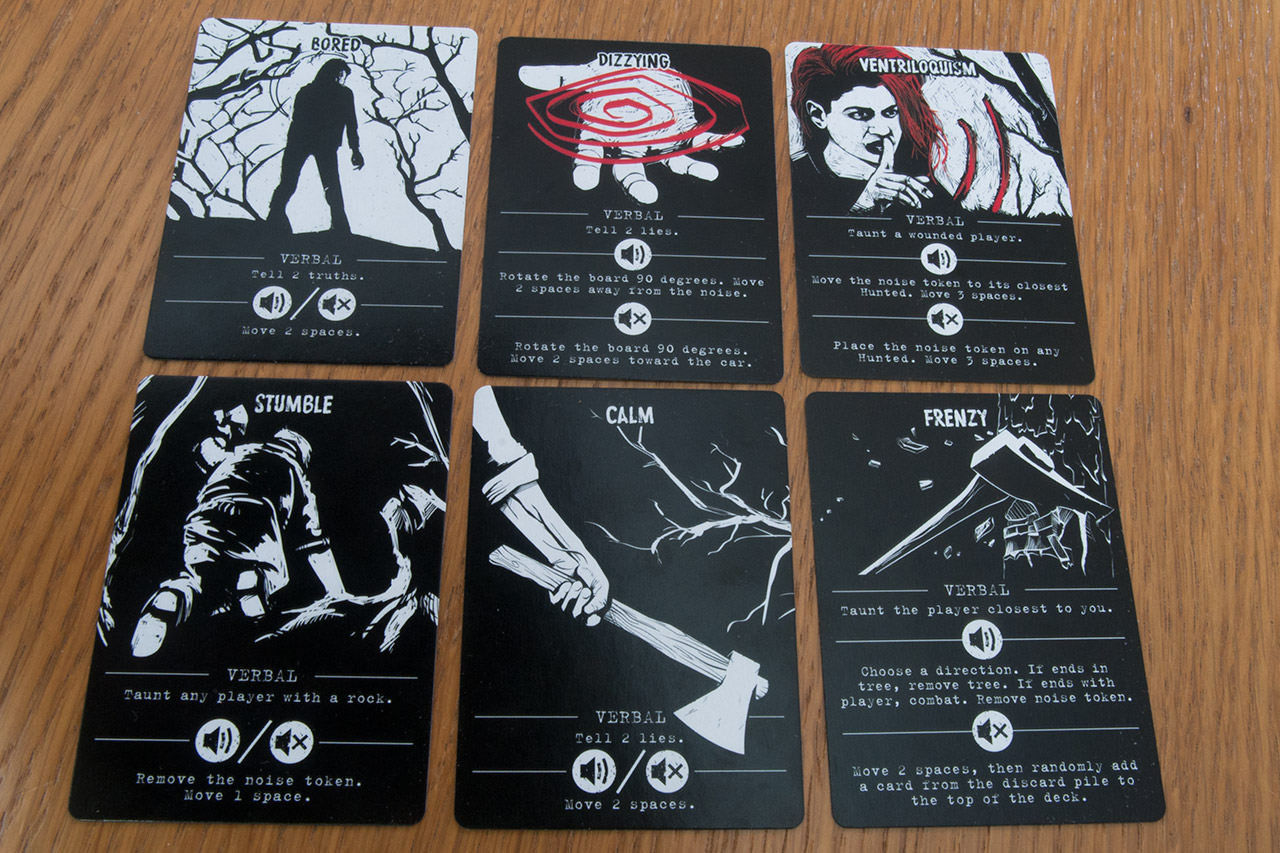 BORED
VERBAL
Tell 2 truths.
/
Move 2 spaces.
DIZZYING
VERBAL
Tell 2 lies.
Rotate the board 90 degrees. Move
2 spaces away from the noise.
Rotate the board 90 degrees.
Move 2 spaces toward the car.
VENTRILOQUISM
VERBAL
Taunt a wounded player.
Move the noise token to its closest
Hunted. Move 3 spaces.
Place the noise token on any
Hunted. Move 3 spaces.
STUMBLE
VERBAL
Taunt any player with a rock.
/
Remove the noise token.
Move 1 space.
CALM
VERBAL
Tell 2 lies.
/
Move 2 spaces.
FRENZY
VERBAL
Taunt the player closest to you.
Choose a direction. If ends in
tree, remove tree. If ends with
player, combat. Remove noise token.
Move 2 spaces, then randomly add
a card from the discard pile to
the top of the deck.